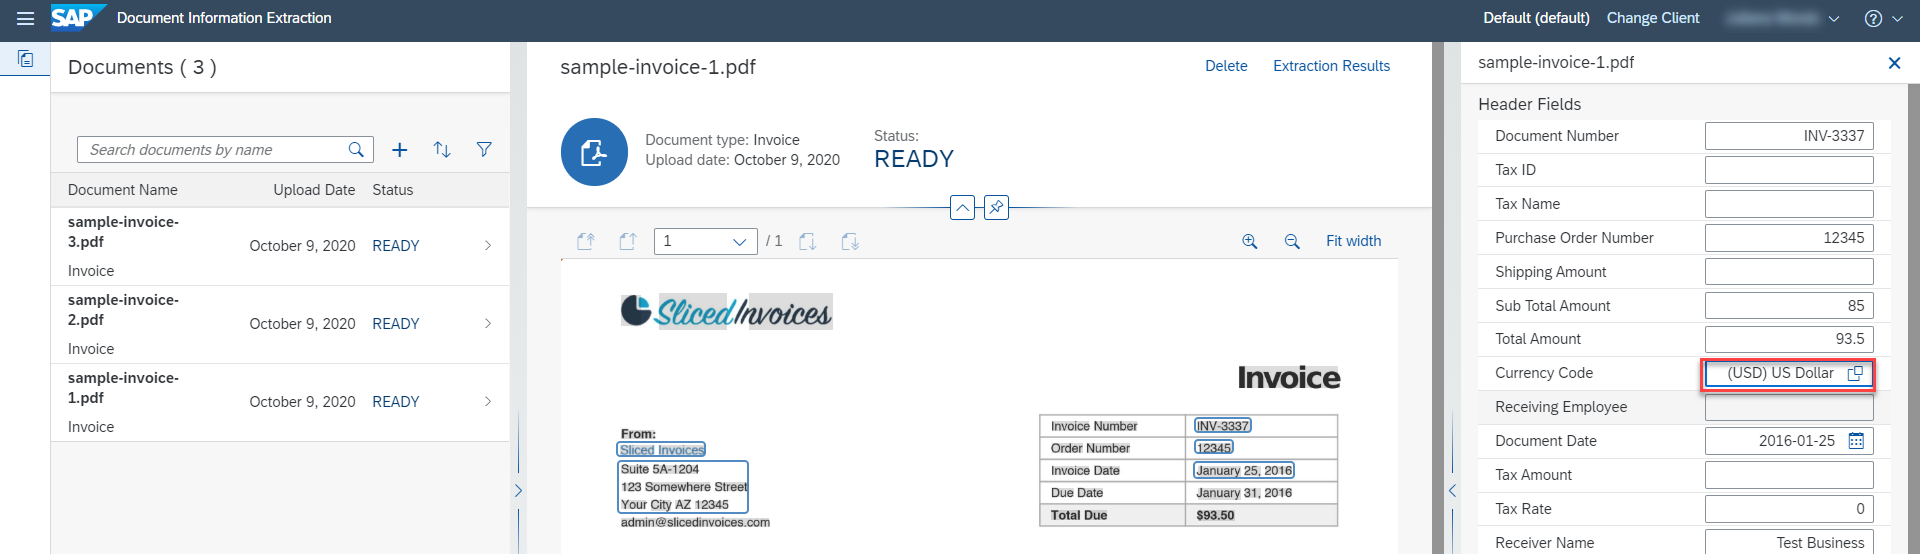 SAP Document Information Extraction
Default (default) Change Client
Documents ( 3 )
Search documents by name
Document Name Upload Date Status
sample-invoice-
3.pdf
October 9, 2020 READY
Invoice
sample-invoice-
2.pdf
October 9, 2020 READY
Invoice
sample-invoice-
1.pdf
October 9, 2020 READY
Invoice
sample-invoice-1.pdf
Delete Extraction Results
Document type: Invoice
Upload date: October 9, 2020
Status:
READY
1 / 1
Fit width
SlicedInvoices
Invoice
From:
Sliced Invoices
Suite 5A-1204
123 Somewhere Street
Your City AZ 12345
admin@slicedinvoices.com
Invoice Number INV-3337
Order Number 12345
Invoice Date January 25, 2016
Due Date January 31, 2016
Total Due $93.50
sample-invoice-1.pdf
Header Fields
Document Number INV-3337
Tax ID
Tax Name
Purchase Order Number 12345
Shipping Amount
Sub Total Amount 85
Total Amount 93.5
Currency Code (USD) US Dollar
Receiving Employee
Document Date 2016-01-25
Tax Amount
Tax Rate 0
Receiver Name Test Business